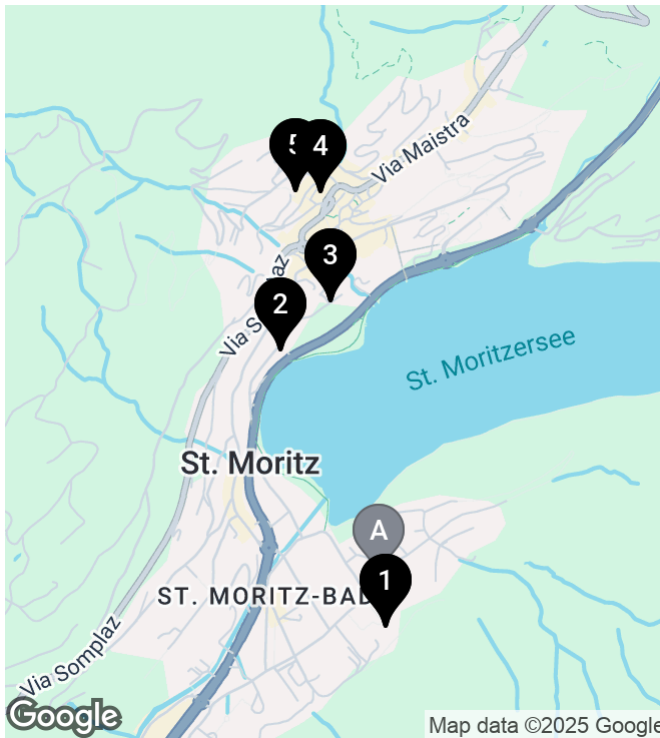 5 4
Via Maistra
3
Via S az
2
St. Moritzersee
St. Moritz
A
1
ST. MORITZ-BAD
Via Somplaz
Google
Map data ©2025 Google